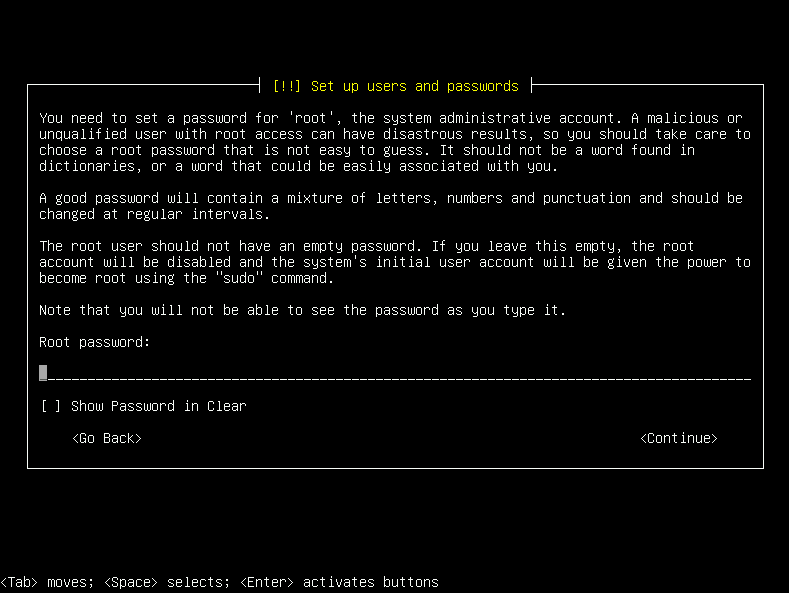 [!!] Set up users and passwords
You need to set a password for 'root', the system administrative account. A malicious or
unqualified user with root access can have disastrous results, so you should take care to
choose a root password that is not easy to guess. It should not be a word found in
dictionaries, or a word that could be easily associated with you.
A good password will contain a mixture of letters, numbers and punctuation and should be
changed at regular intervals.
The root user should not have an empty password. If you leave this empty, the root
account will be disabled and the system's initial user account will be given the power to
become root using the "sudo" command.
Note that you will not be able to see the password as you type it.
Root password:
[ ] Show Password in Clear
<Go Back> <Continue>
<Tab> moves; <Space> selects; <Enter> activates buttons